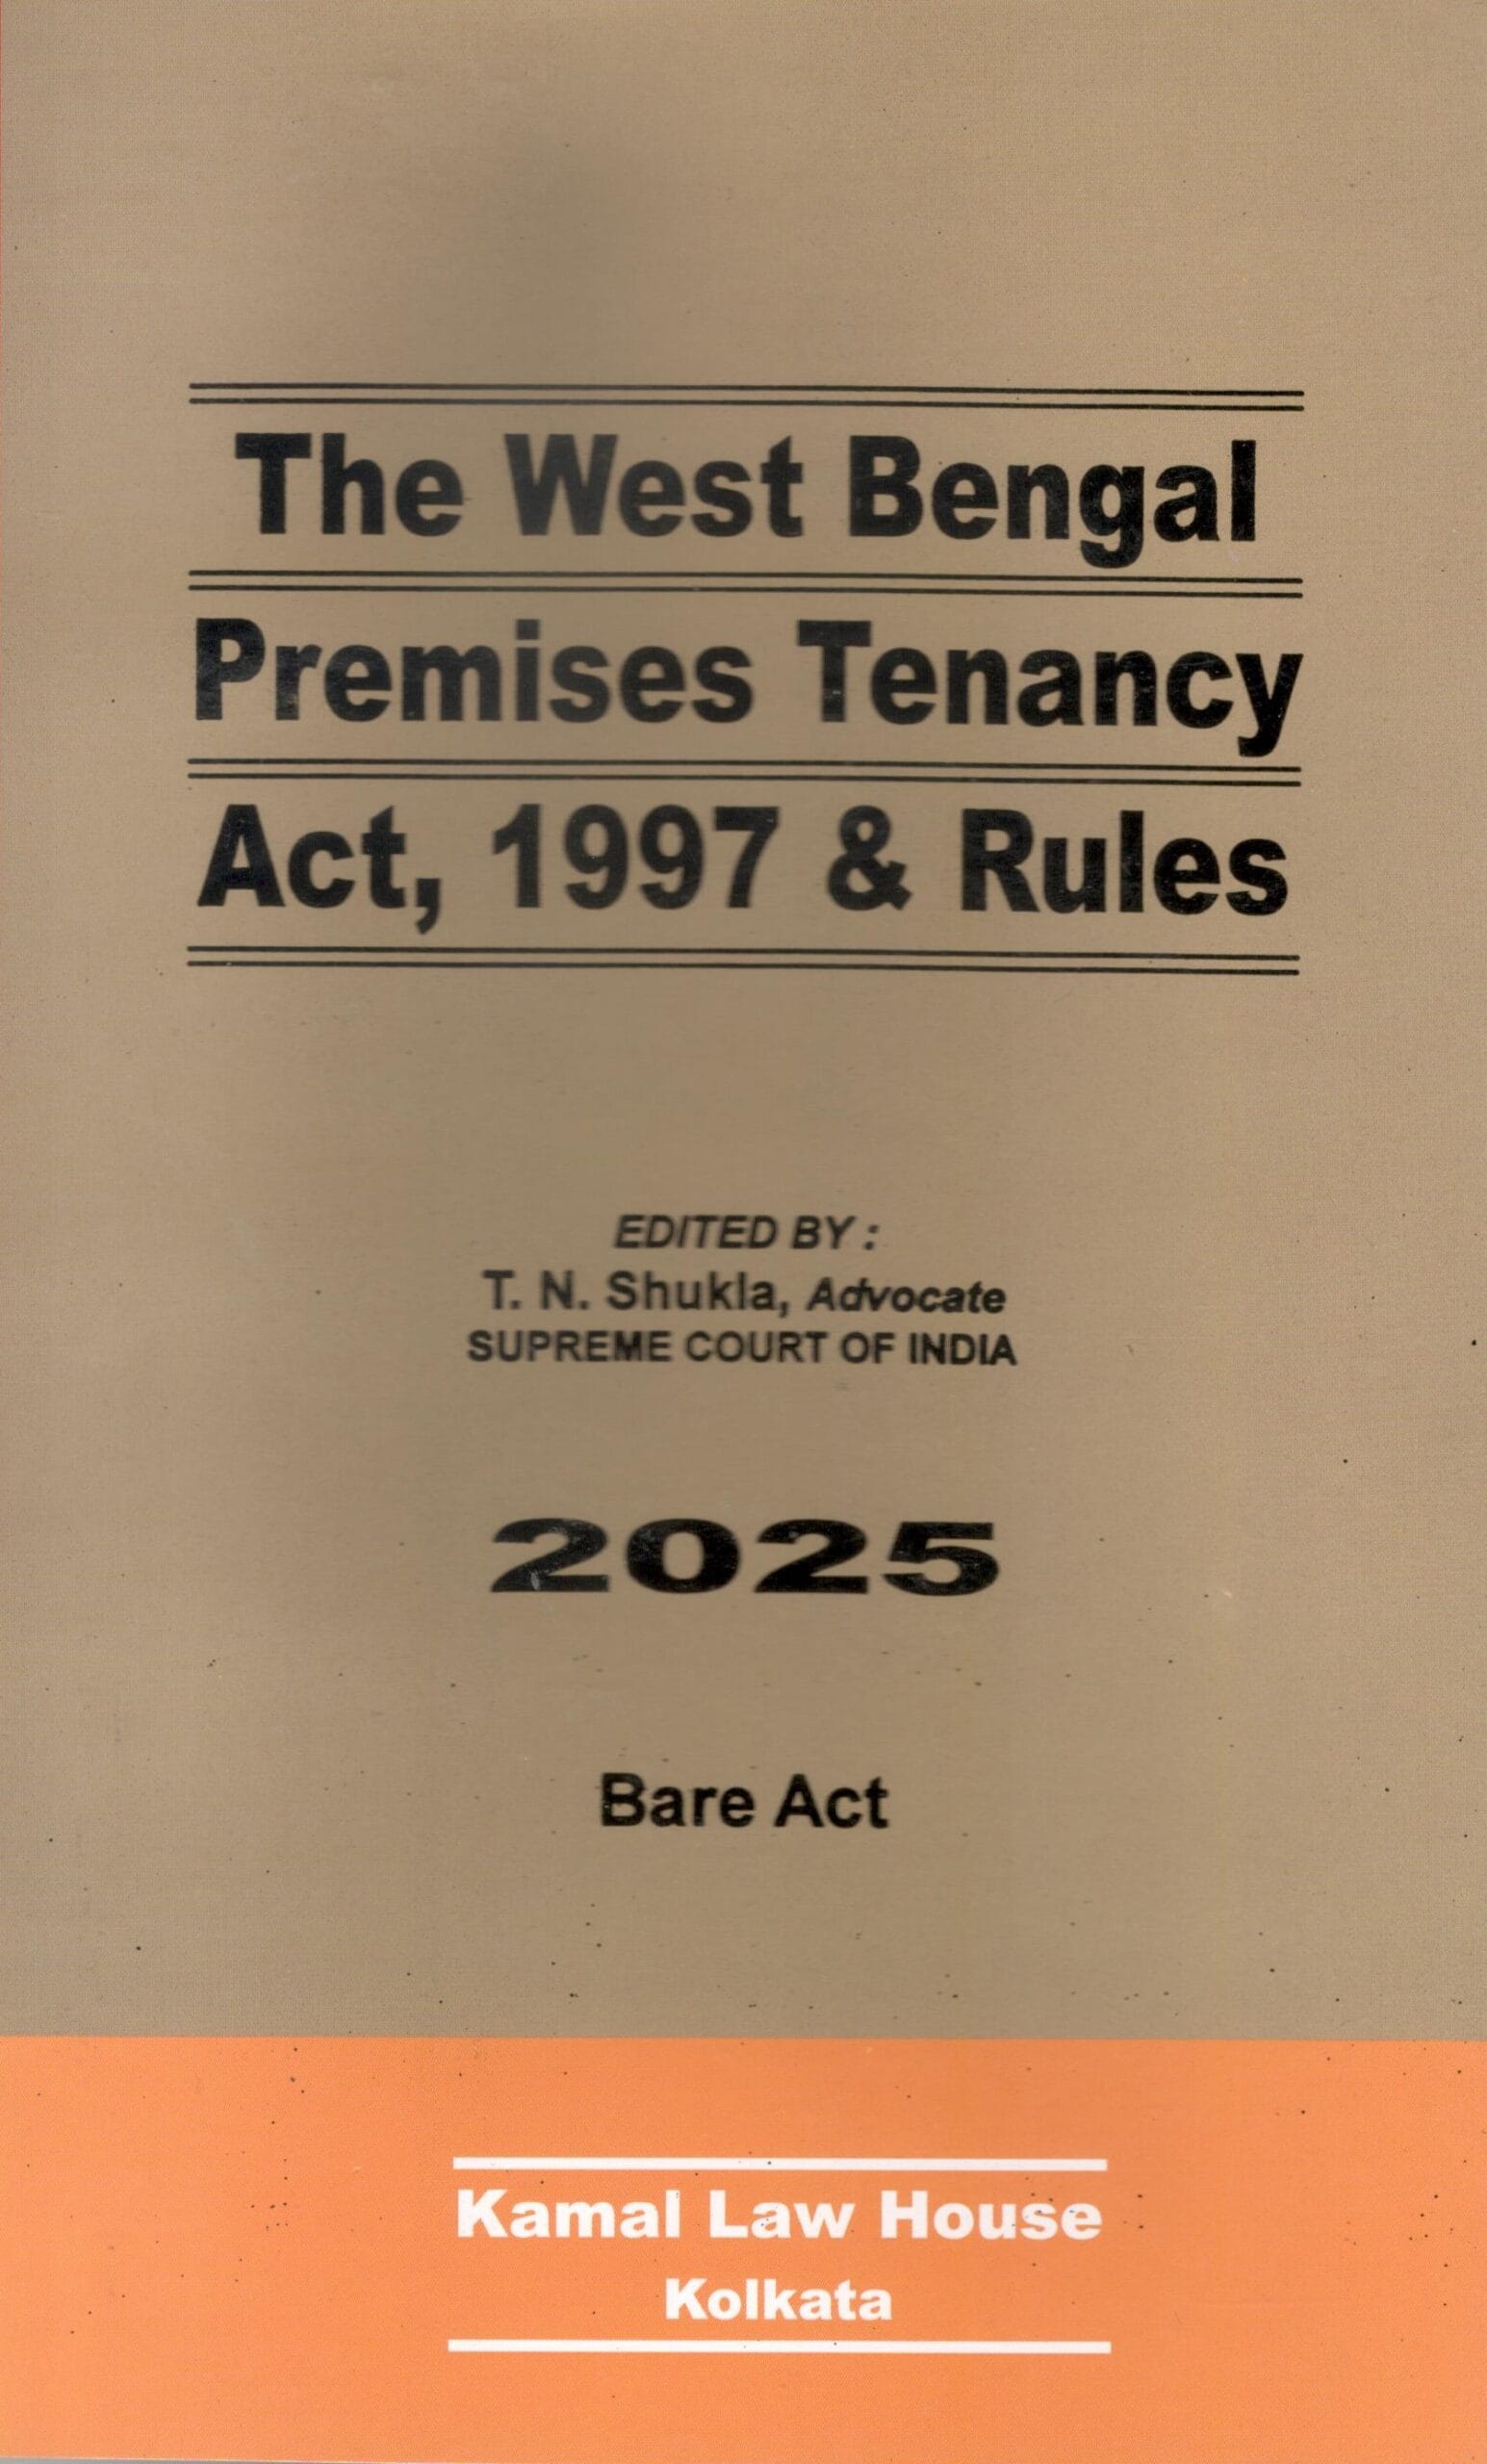 The West Bengal
Premises Tenancy
Act, 1997 & Rules
EDITED BY :
T. N. Shukla, Advocate
SUPREME COURT OF INDIA
2025
Bare Act
Kamal Law House
Kolkata